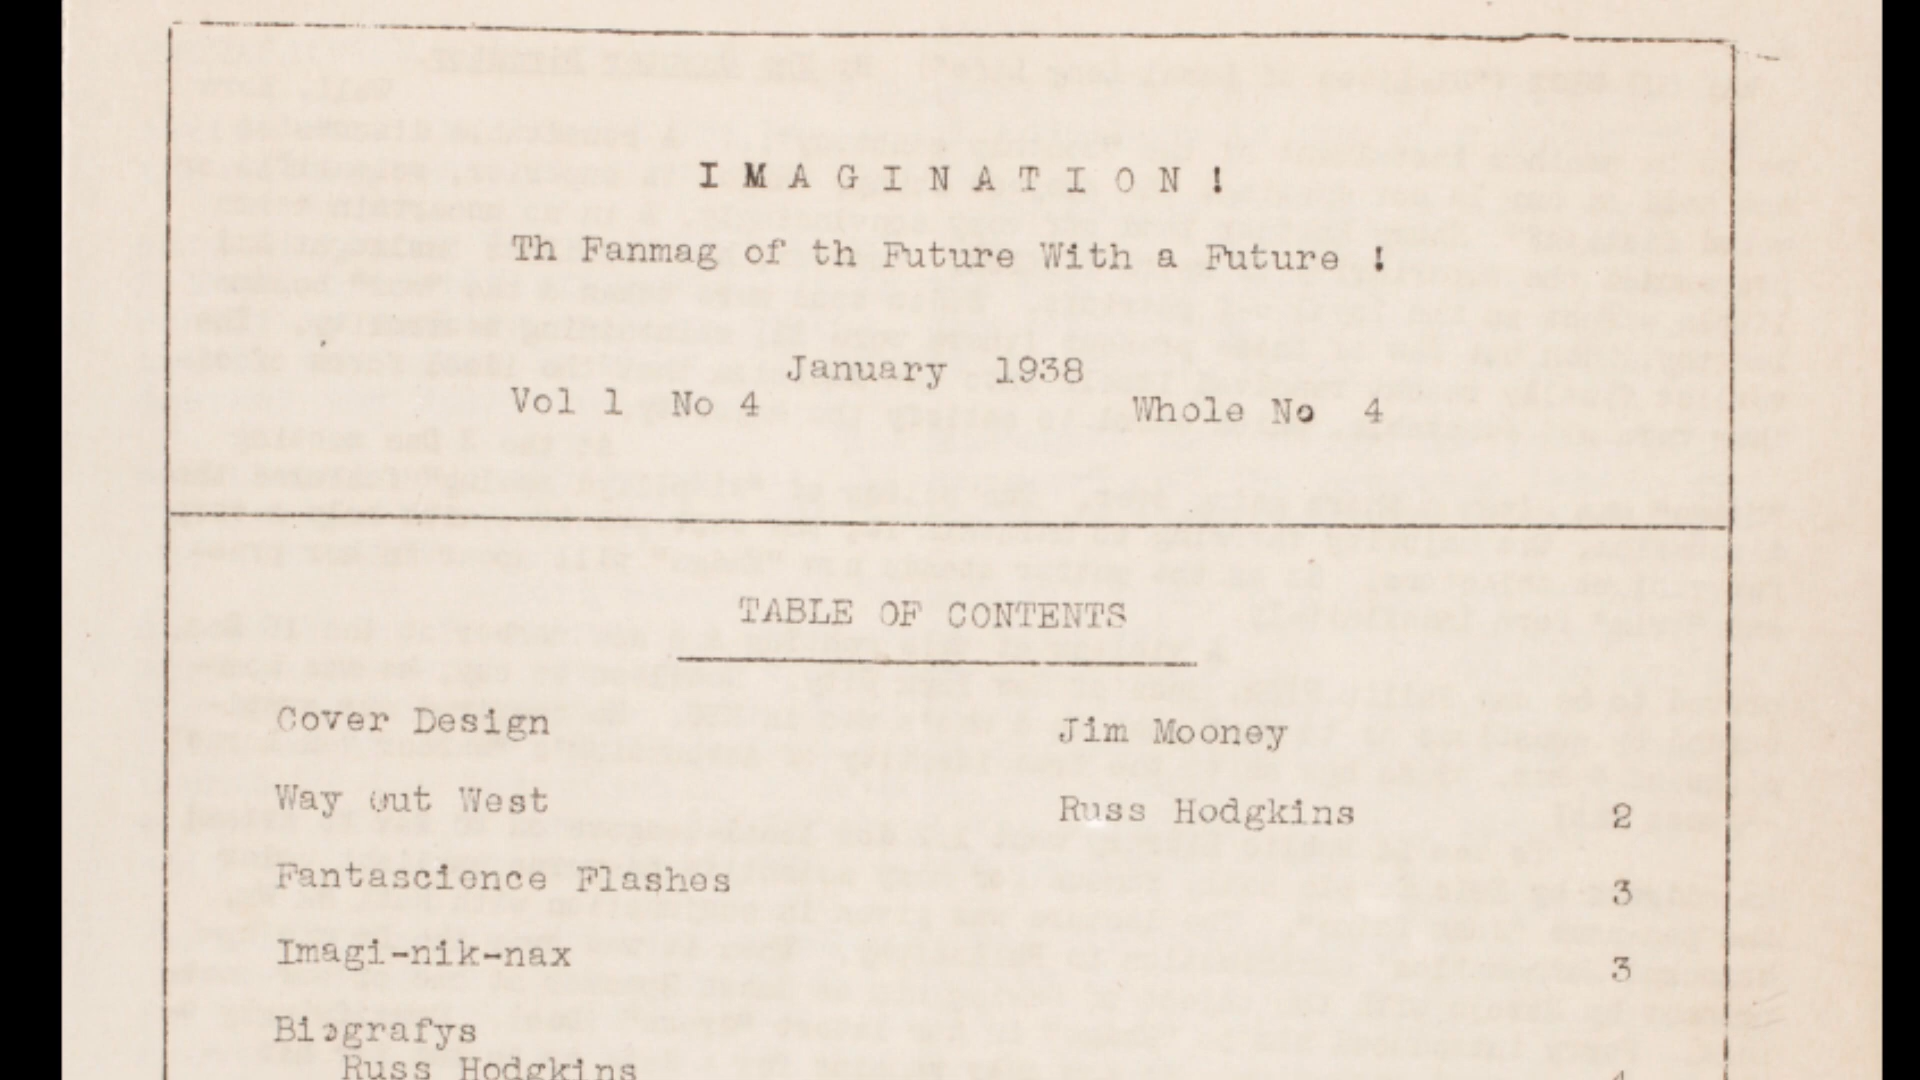 IMAGINATION!
Th Fanmag of th Future With a Future !
January 1938
Vol 1 No 4 Whole No 4
TABLE OF CONTENTS
Cover Design Jim Mooney
Way out West Russ Hodgkins 2
Fantascience Flashes 3
Imagi-nik-nax 3
Biografys
Russ Hodgkins